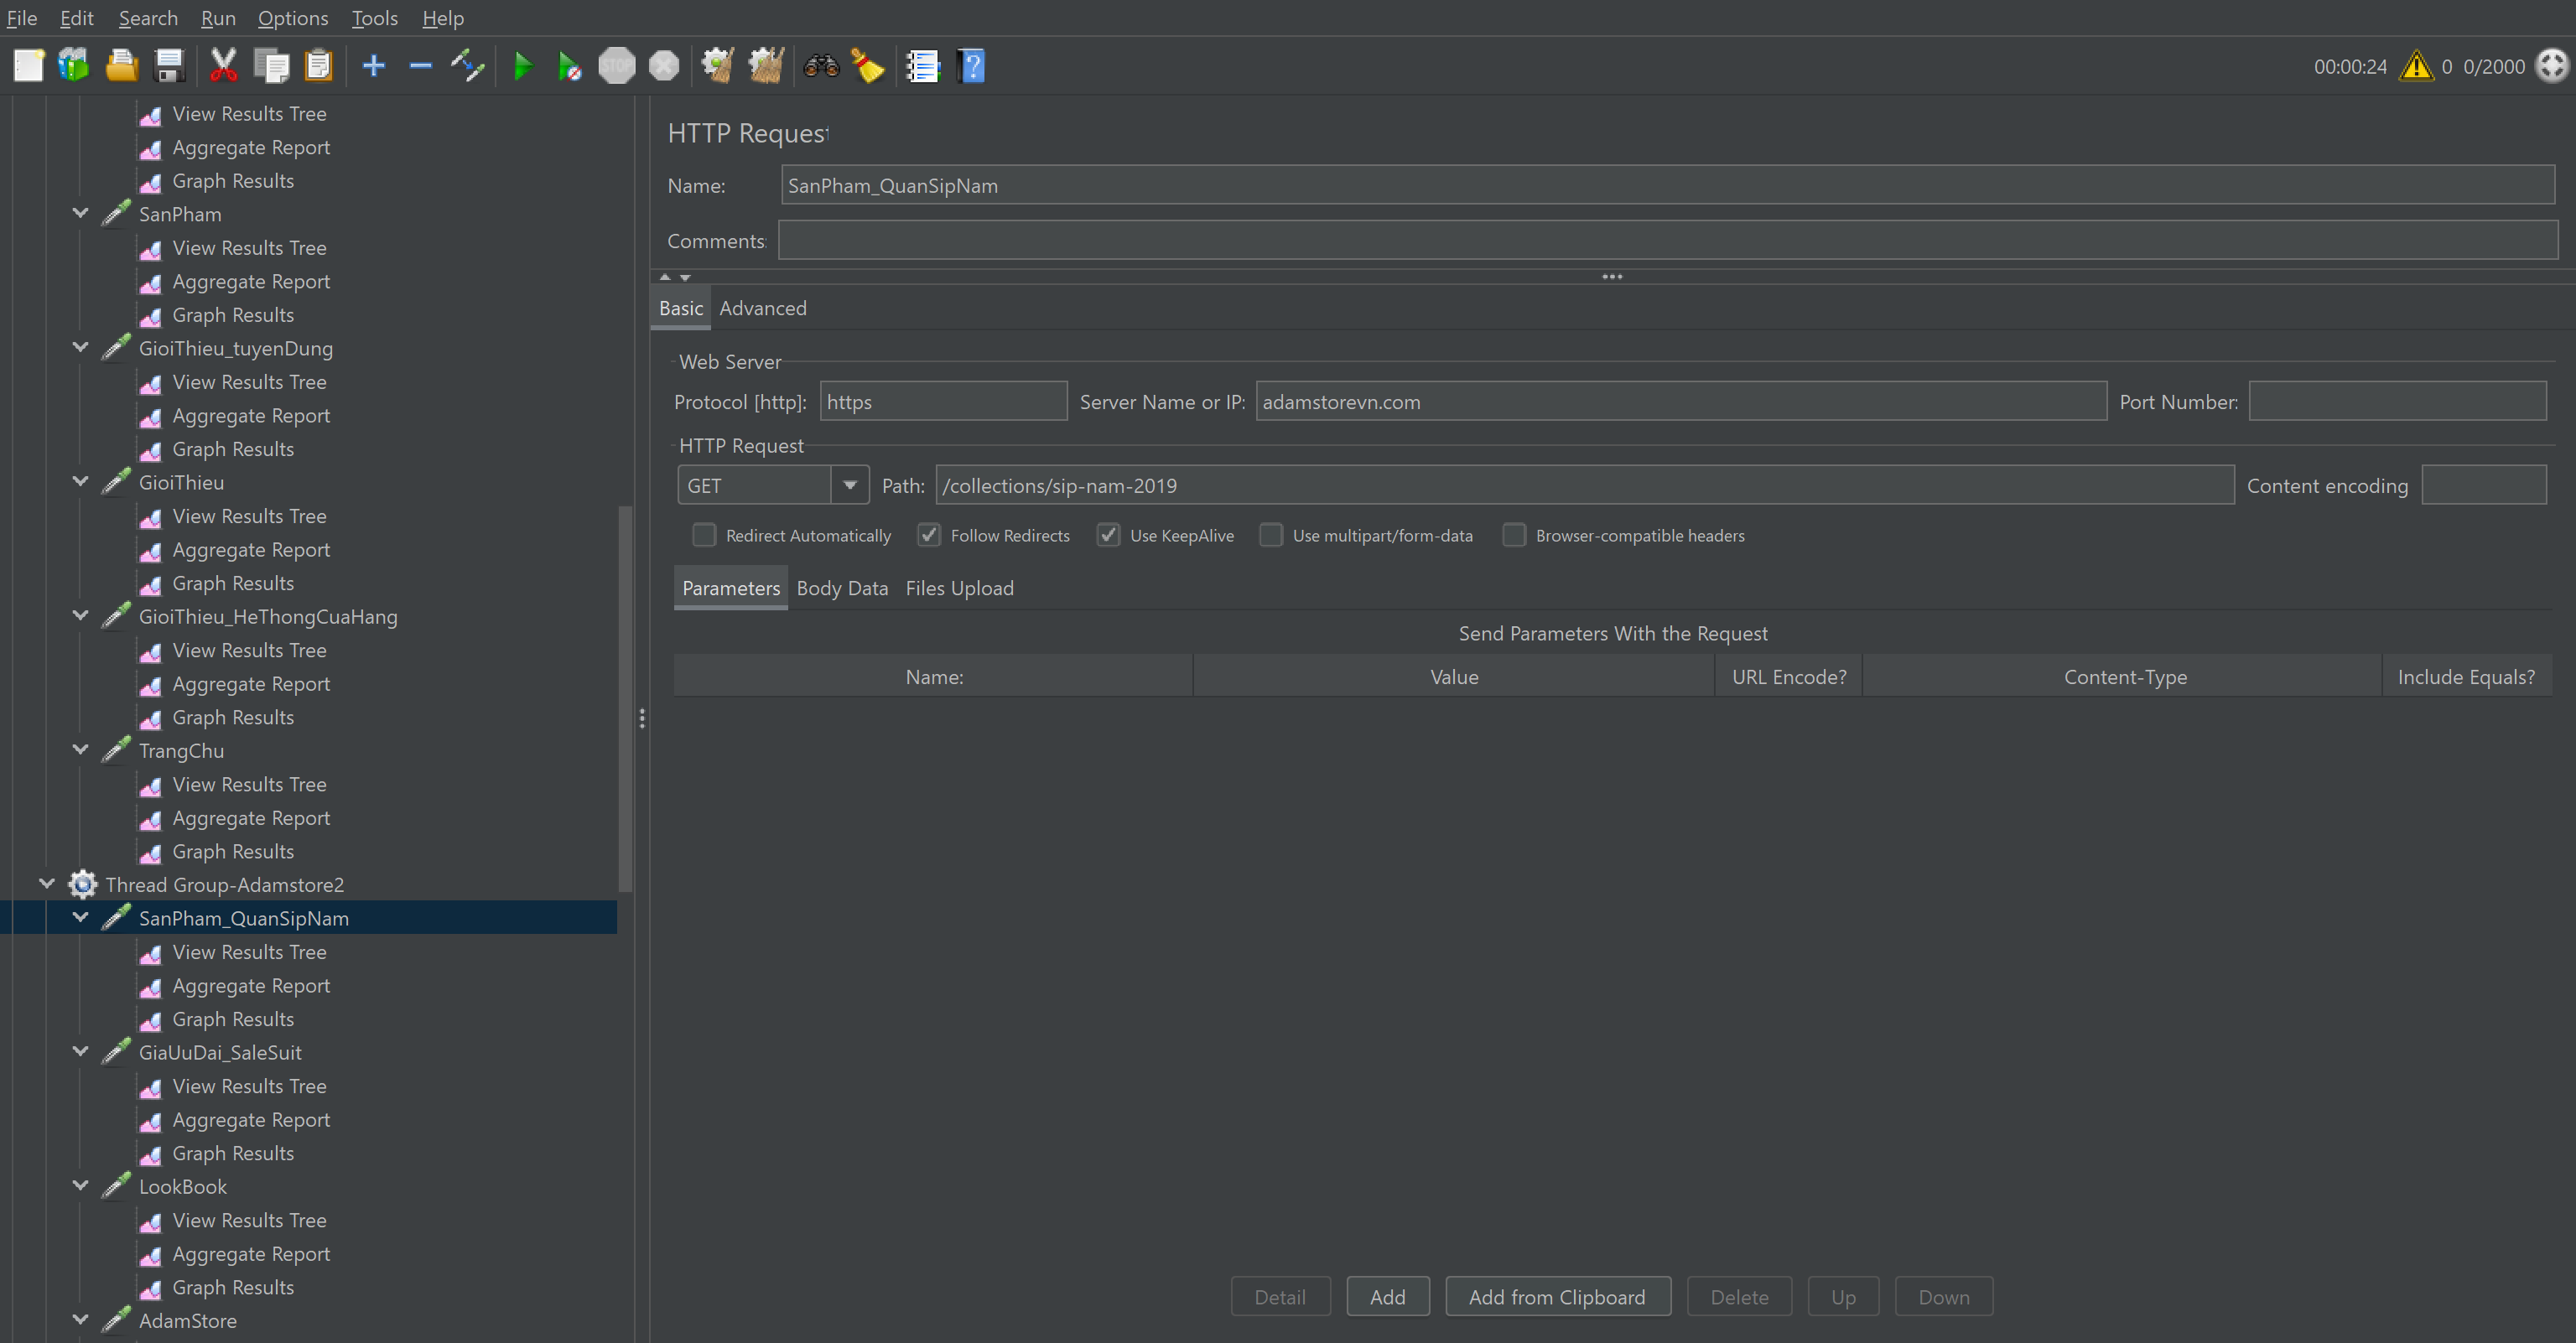 File Edit Search Run Options Tools Help
STOP
00:00:24 0 0/2000
View Results Tree
Aggregate Report
Graph Results
SanPham
View Results Tree
Aggregate Report
Graph Results
GioiThieu_tuyenDung
View Results Tree
Aggregate Report
Graph Results
GioiThieu
View Results Tree
Aggregate Report
Graph Results
GioiThieu_HeThongCuaHang
View Results Tree
Aggregate Report
Graph Results
TrangChu
View Results Tree
Aggregate Report
Graph Results
Thread Group-Adamstore2
SanPham_QuanSipNam
View Results Tree
Aggregate Report
Graph Results
GiaUuDai_SaleSuit
View Results Tree
Aggregate Report
Graph Results
LookBook
View Results Tree
Aggregate Report
Graph Results
AdamStore
HTTP Request
Name: SanPham_QuanSipNam
Comments:
Basic Advanced
Web Server
Protocol [http]: https Server Name or IP: adamstorevn.com Port Number:
HTTP Request
GET Path: /collections/sip-nam-2019 Content encoding
Redirect Automatically Follow Redirects Use KeepAlive Use multipart/form-data Browser-compatible headers
Parameters Body Data Files Upload
Send Parameters With the Request
Name: Value URL Encode? Content-Type Include Equals?
Detail Add Add from Clipboard Delete Up Down